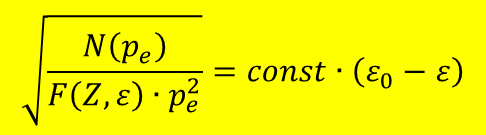 √(N(pₑ) / (F(Z, ε) · pₑ²)) = const · (ε₀ − ε)